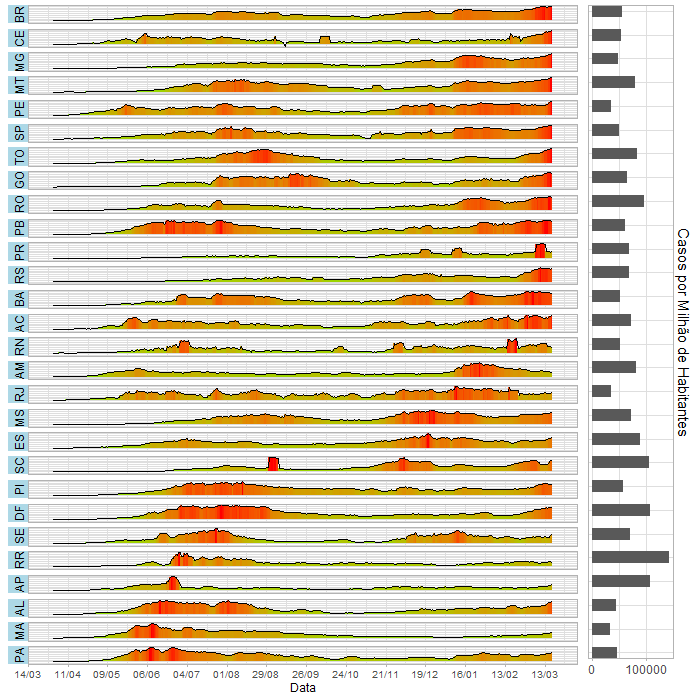 BR
CE
MG
MT
PE
SP
TO
GO
RO
PB
PR
RS
BA
AC
RN
AM
RJ
MS
ES
SC
PI
DF
SE
RR
AP
AL
MA
PA
14/03 11/04 09/05 06/06 04/07 01/08 29/08 26/09 24/10 21/11 19/12 16/01 13/02 13/03
Data
0 100000
Casos por Milhão de Habitantes